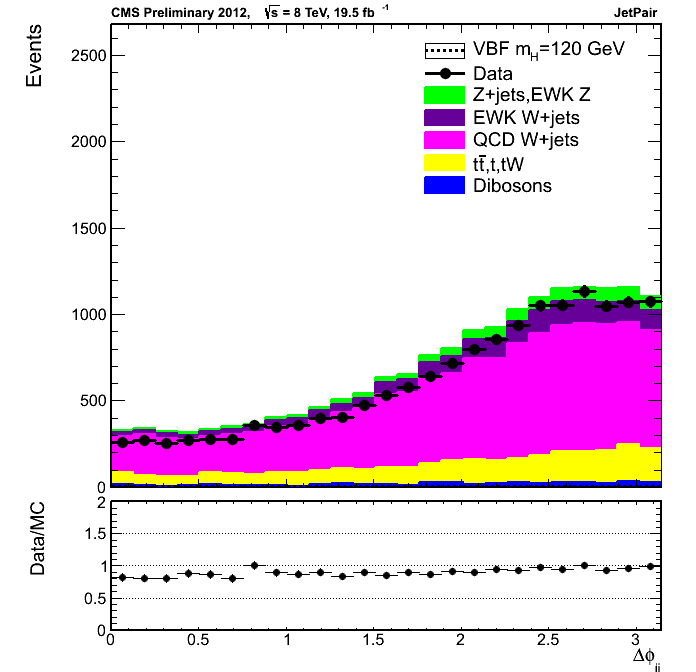 CMS Preliminary 2012, √s = 8 TeV, 19.5 fb⁻¹ JetPair
Events
2500
2000
1500
1000
500
0
VBF m_H=120 GeV
Data
Z+jets,EWK Z
EWK W+jets
QCD W+jets
tt̄,t,tW
Dibosons
Data/MC
2
1.5
1
0.5
0
0 0.5 1 1.5 2 2.5 3
Δϕ_jj